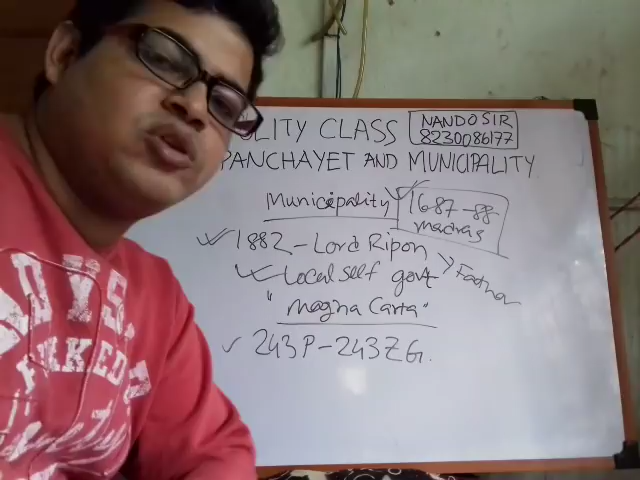 OLITY CLASS
NANDO SIR
8230086177
PANCHAYET AND MUNICIPALITY
Municipality
1687-88
madras
1882 - Lord Ripon
Local self govt
Father
"Magna Carta"
243P - 243ZG.